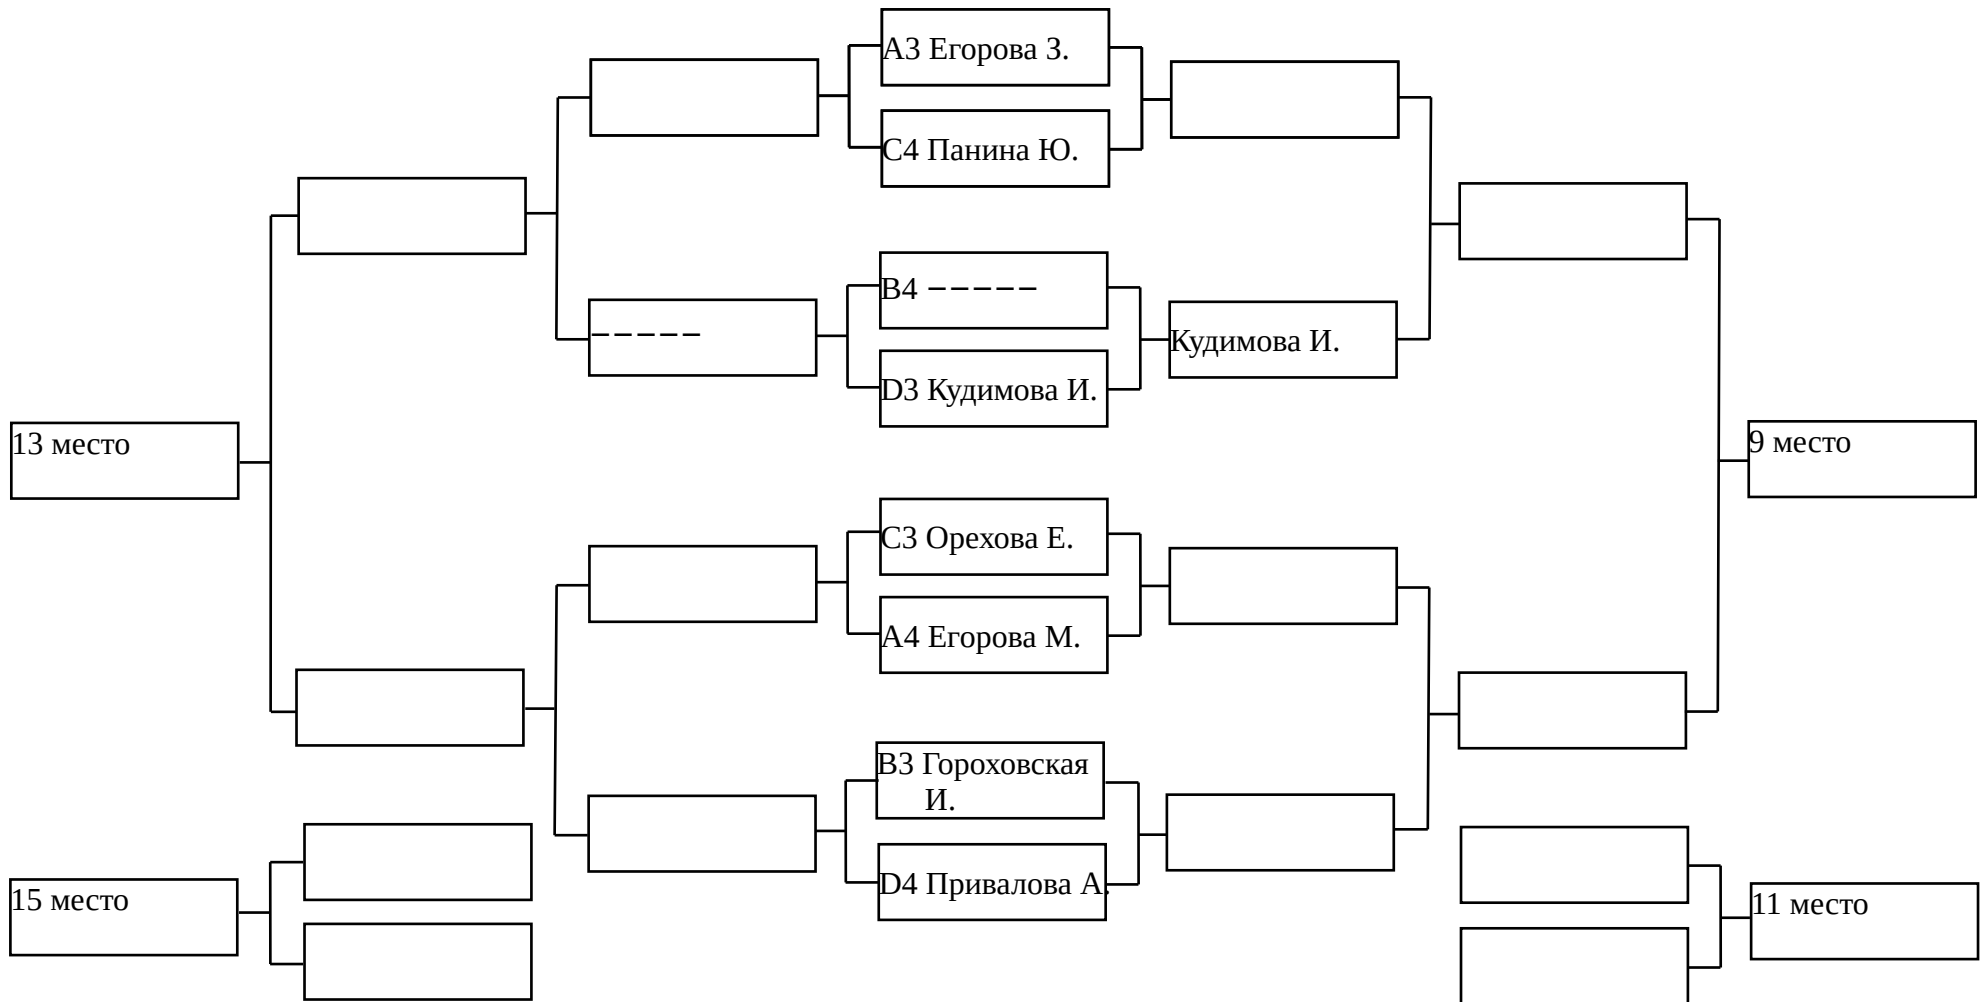 А3 Егорова З.
С4 Панина Ю.
В4 –––––
–––––
D3 Кудимова И.
Кудимова И.
13 место
9 место
С3 Орехова Е.
А4 Егорова М.
В3 Гороховская
И.
D4 Привалова А.
15 место
11 место